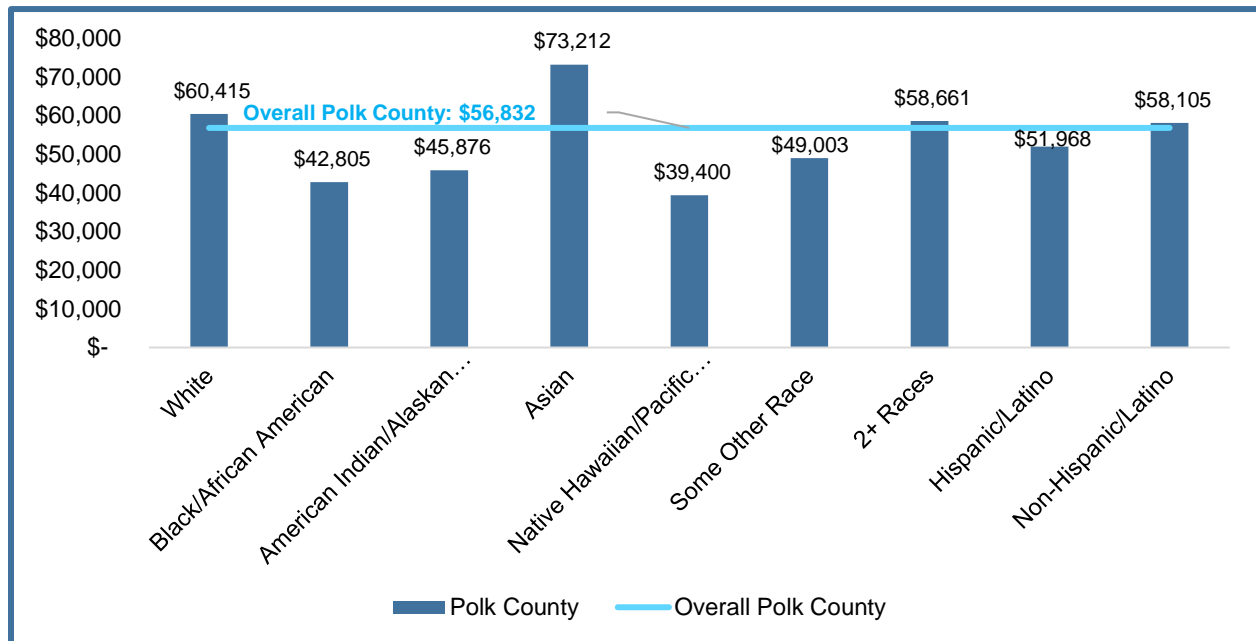 $80,000
$70,000
$60,000
$50,000
$40,000
$30,000
$20,000
$10,000
$-
$60,415
$42,805
$45,876
$73,212
$39,400
$49,003
$58,661
$51,968
$58,105
Overall Polk County: $56,832
White
Black/African American
American Indian/Alaskan…
Asian
Native Hawaiian/Pacific…
Some Other Race
2+ Races
Hispanic/Latino
Non-Hispanic/Latino
Polk County
Overall Polk County